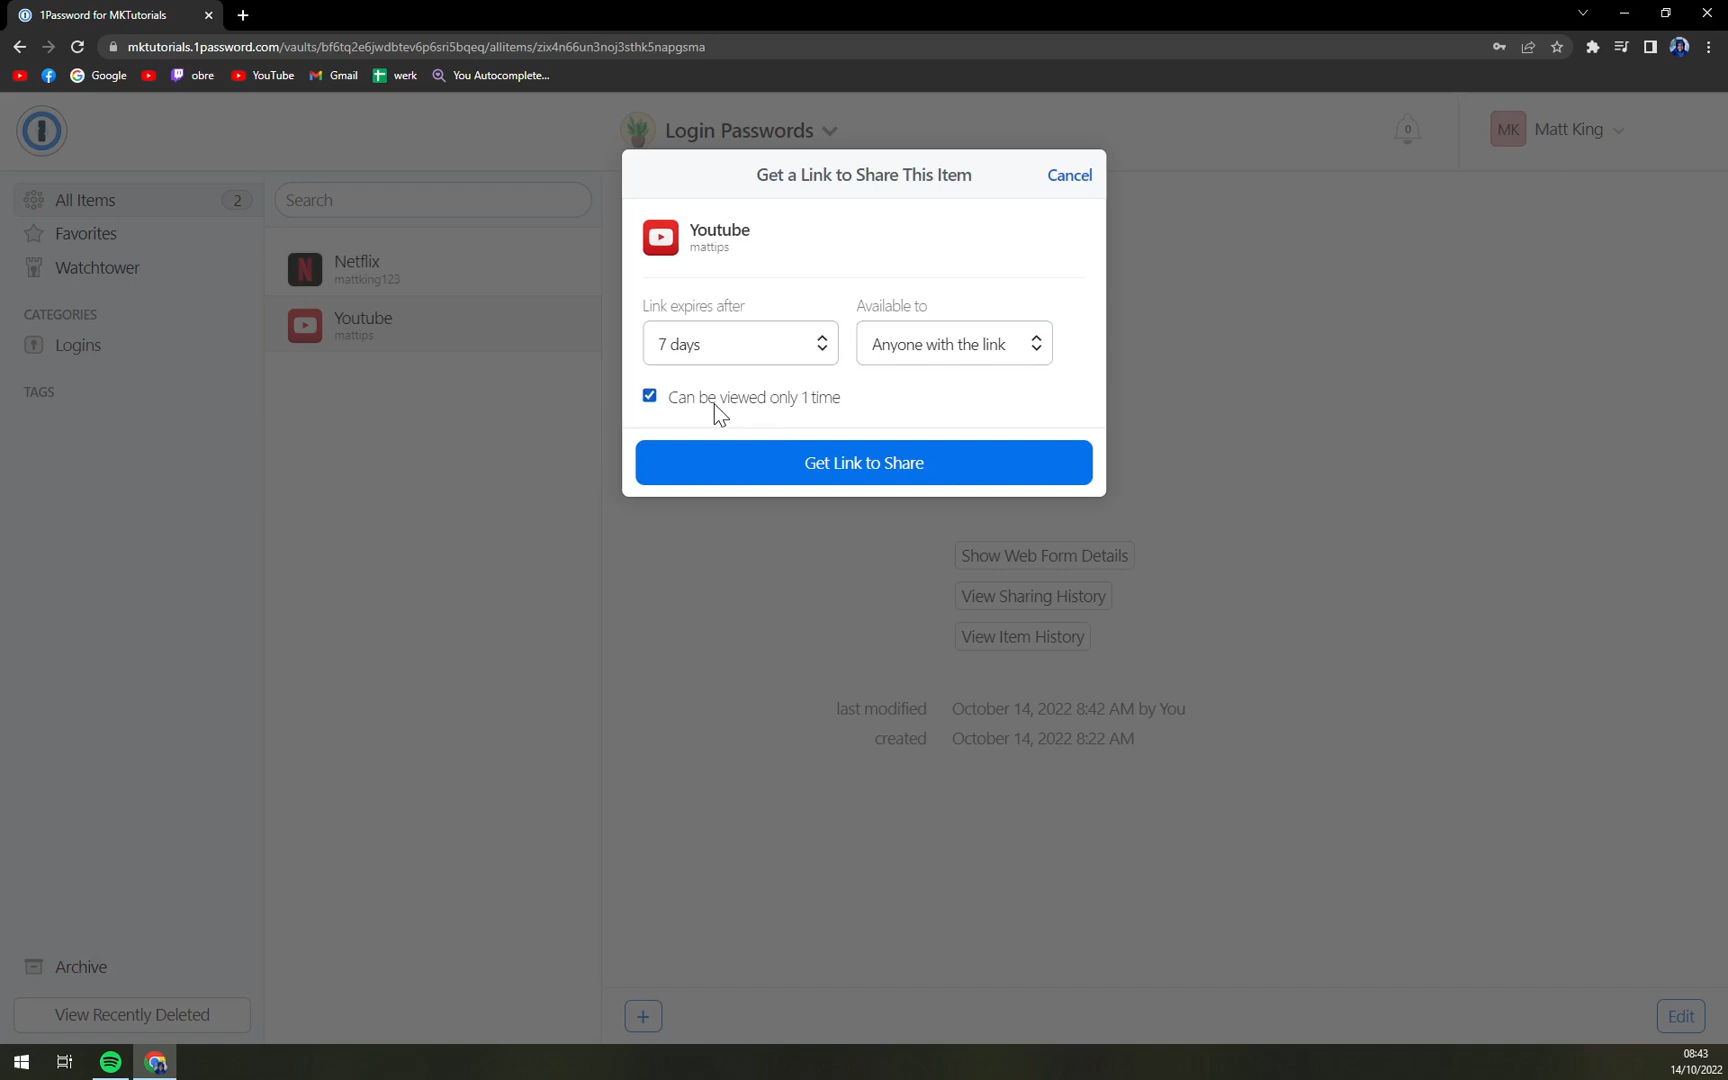 1Password for MKTutorials
mktutorials.1password.com/vaults/bf6tq2e6jwdbtev6p6sri5bqeq/allitems/zix4n66un3noj3sthk5napgsma
Google
obre
YouTube
Gmail
werk
You Autocomplete...
Login Passwords
0
MK
Matt King
All Items
2
Favorites
Watchtower
CATEGORIES
Logins
TAGS
Archive
View Recently Deleted
Search
Netflix
mattking123
Youtube
mattips
Get a Link to Share This Item
Cancel
Youtube
mattips
Link expires after
Available to
7 days
Anyone with the link
Can be viewed only 1 time
Get Link to Share
Show Web Form Details
View Sharing History
View Item History
last modified October 14, 2022 8:42 AM by You
created October 14, 2022 8:22 AM
Edit
08:43
14/10/2022